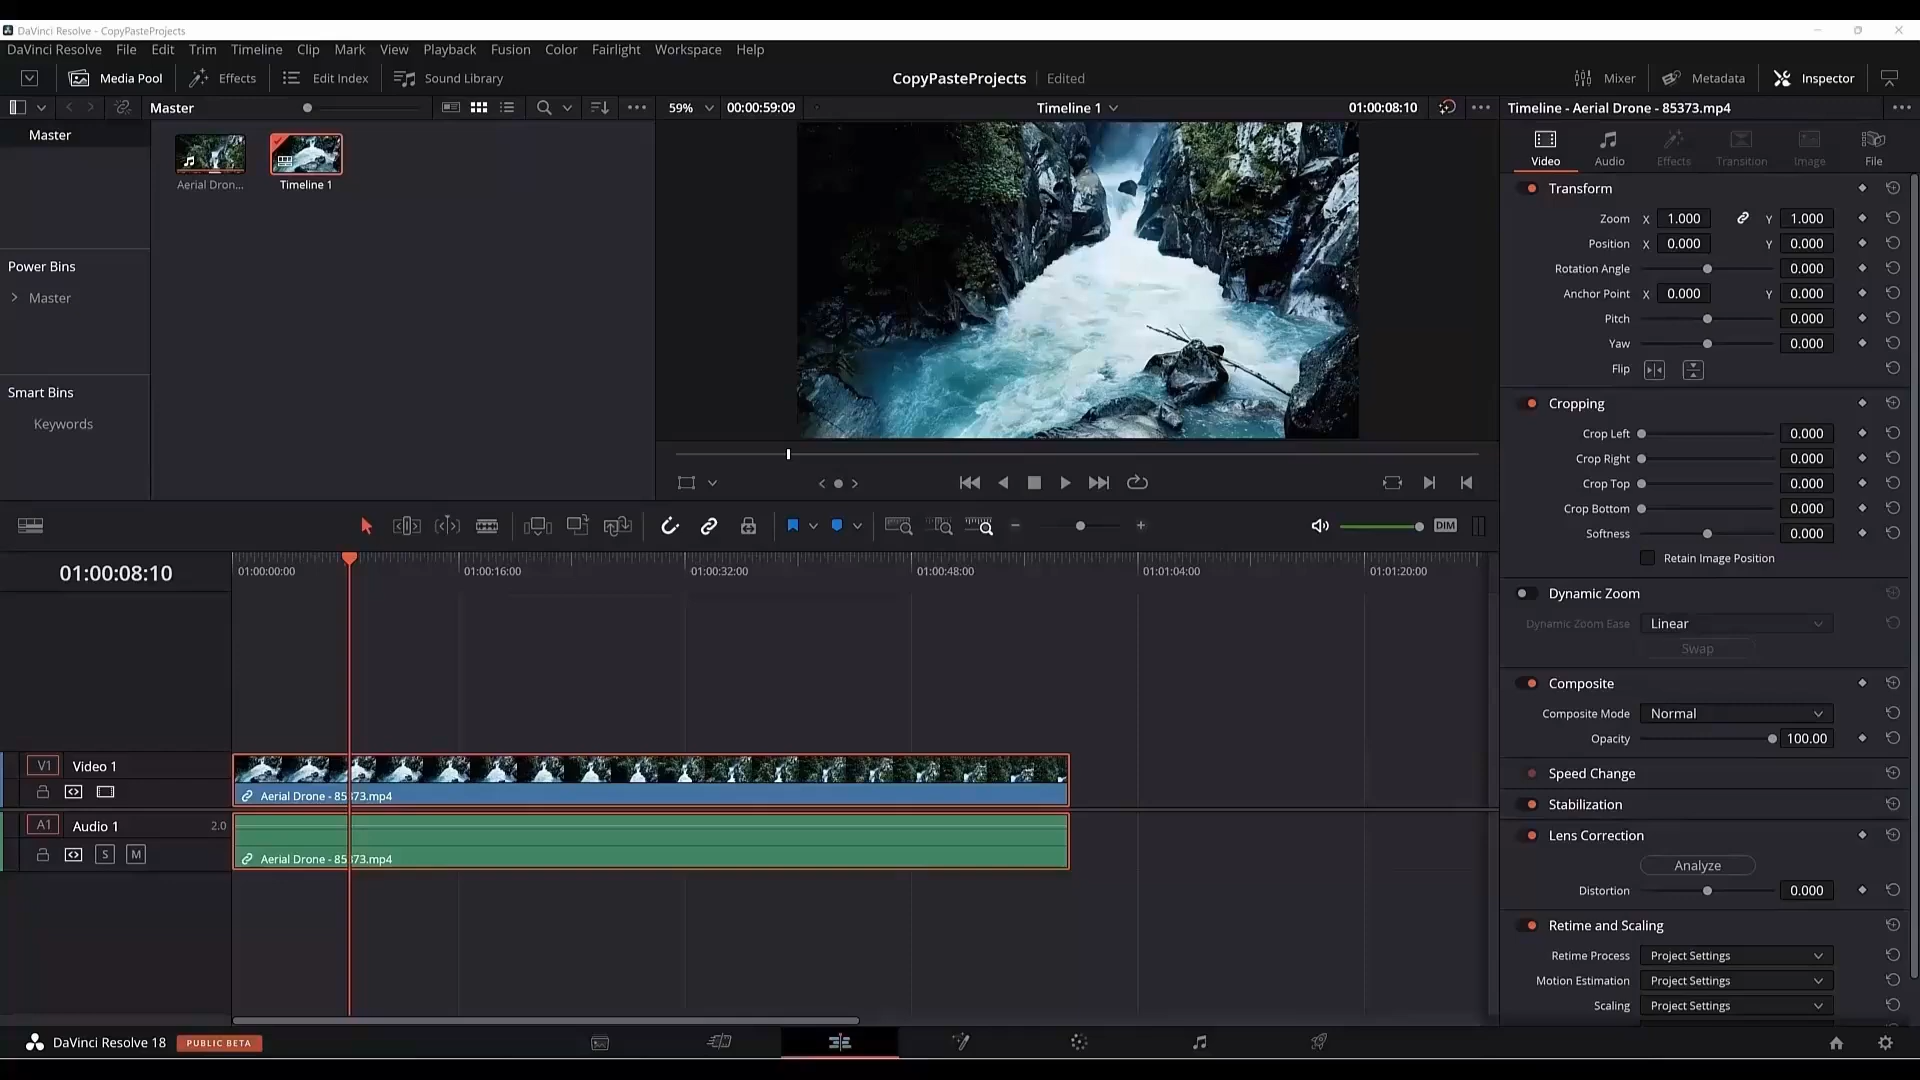 DaVinci Resolve - CopyPasteProjects
DaVinci Resolve File Edit Trim Timeline Clip Mark View Playback Fusion Color Fairlight Workspace Help
Media Pool Effects Edit Index Sound Library CopyPasteProjects Edited Mixer Metadata Inspector
Master 59% 00:00:59:09 Timeline 1 01:00:08:10 Timeline - Aerial Drone - 85373.mp4
Master
Video Audio Effects Transition Image File
Aerial Dron... Timeline 1
Power Bins
Master
Smart Bins
Keywords
Transform
Zoom X 1.000 Y 1.000
Position X 0.000 Y 0.000
Rotation Angle 0.000
Anchor Point X 0.000 Y 0.000
Pitch 0.000
Yaw 0.000
Flip
Cropping
Crop Left 0.000
Crop Right 0.000
Crop Top 0.000
Crop Bottom 0.000
Softness 0.000
Retain Image Position
Dynamic Zoom
Dynamic Zoom Ease Linear
Swap
Composite
Composite Mode Normal
Opacity 100.00
Speed Change
Stabilization
Lens Correction
Analyze
Distortion 0.000
Retime and Scaling
Retime Process Project Settings
Motion Estimation Project Settings
Scaling Project Settings
DIM
01:00:08:10 01:00:00:00 01:00:16:00 01:00:32:00 01:00:48:00 01:01:04:00 01:01:20:00
V1 Video 1
Aerial Drone - 85373.mp4
A1 Audio 1 2.0
S M
Aerial Drone - 85373.mp4
DaVinci Resolve 18 PUBLIC BETA